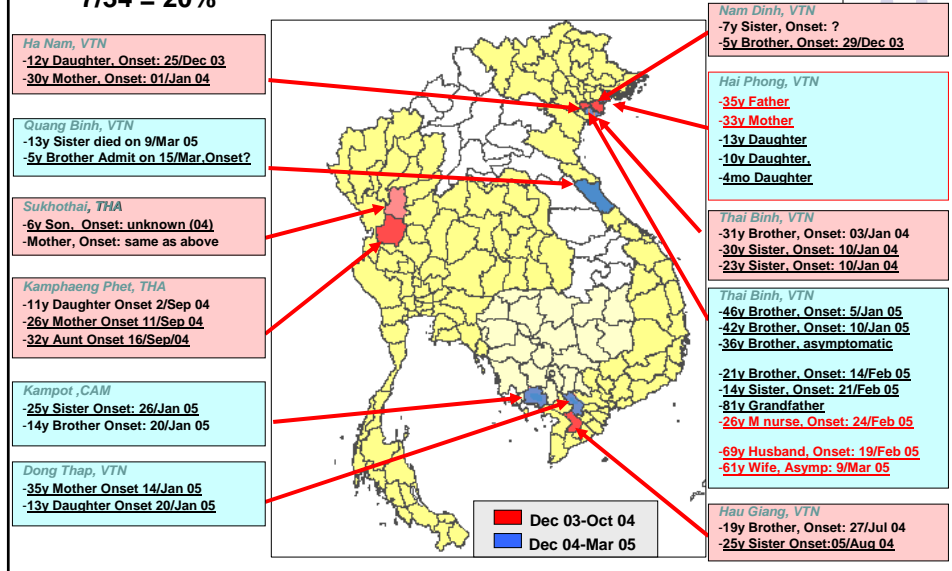 7/34 = 20%
Ha Nam, VTN
-12y Daughter, Onset: 25/Dec 03
-30y Mother, Onset: 01/Jan 04
Quang Binh, VTN
-13y Sister died on 9/Mar 05
-5y Brother Admit on 15/Mar,Onset?
Sukhothai, THA
-6y Son, Onset: unknown (04)
-Mother, Onset: same as above
Kamphaeng Phet, THA
-11y Daughter Onset 2/Sep 04
-26y Mother Onset 11/Sep 04
-32y Aunt Onset 16/Sep/04
Kampot ,CAM
-25y Sister Onset: 26/Jan 05
-14y Brother Onset: 20/Jan 05
Dong Thap, VTN
-35y Mother Onset 14/Jan 05
-13y Daughter Onset 20/Jan 05
Dec 03-Oct 04
Dec 04-Mar 05
Nam Dinh, VTN
-7y Sister, Onset: ?
-5y Brother, Onset: 29/Dec 03
Hai Phong, VTN
-35y Father
-33y Mother
-13y Daughter
-10y Daughter,
-4mo Daughter
Thai Binh, VTN
-31y Brother, Onset: 03/Jan 04
-30y Sister, Onset: 10/Jan 04
-23y Sister, Onset: 10/Jan 04
Thai Binh, VTN
-46y Brother, Onset: 5/Jan 05
-42y Brother, Onset: 10/Jan 05
-36y Brother, asymptomatic
-21y Brother, Onset: 14/Feb 05
-14y Sister, Onset: 21/Feb 05
-81y Grandfather
-26y M nurse, Onset: 24/Feb 05
-69y Husband, Onset: 19/Feb 05
-61y Wife, Asymp: 9/Mar 05
Hau Giang, VTN
-19y Brother, Onset: 27/Jul 04
-25y Sister Onset:05/Aug 04